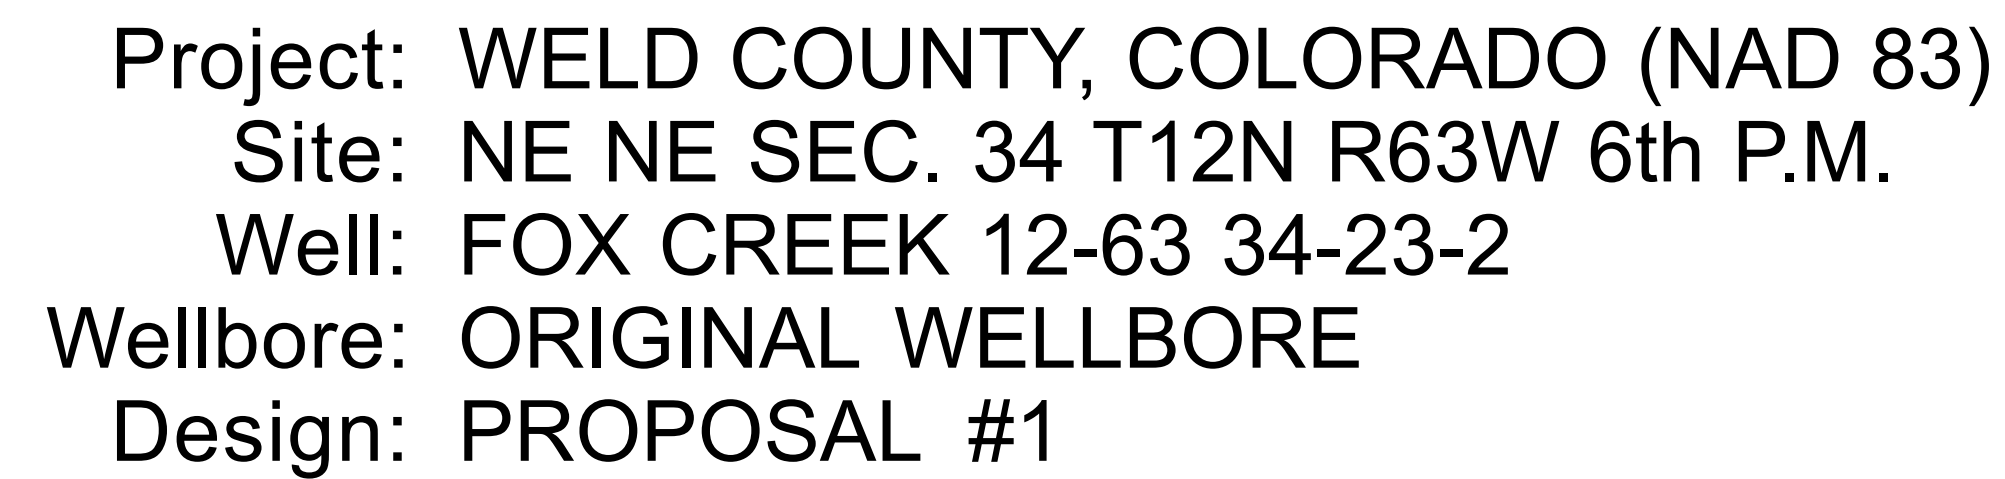 Project: WELD COUNTY, COLORADO (NAD 83)
Site: NE NE SEC. 34 T12N R63W 6th P.M.
Well: FOX CREEK 12-63 34-23-2
Wellbore: ORIGINAL WELLBORE
Design: PROPOSAL #1